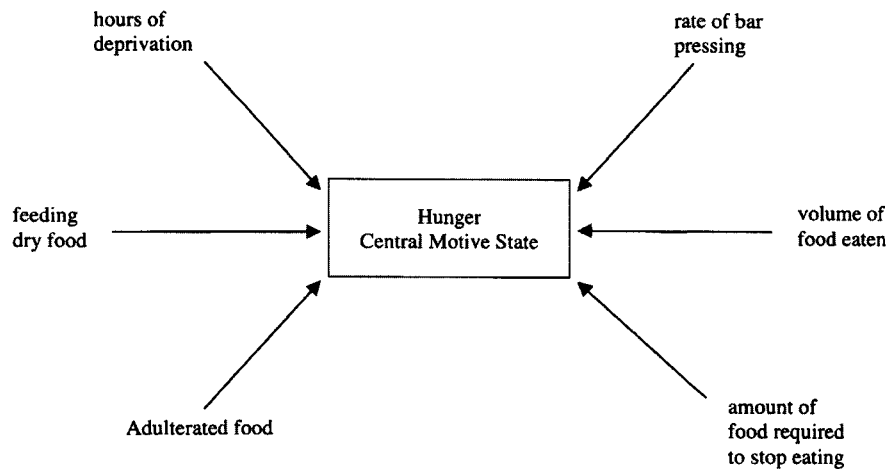 hours of
deprivation
rate of bar
pressing
feeding
dry food
Hunger
Central Motive State
volume of
food eaten
Adulterated food
amount of
food required
to stop eating